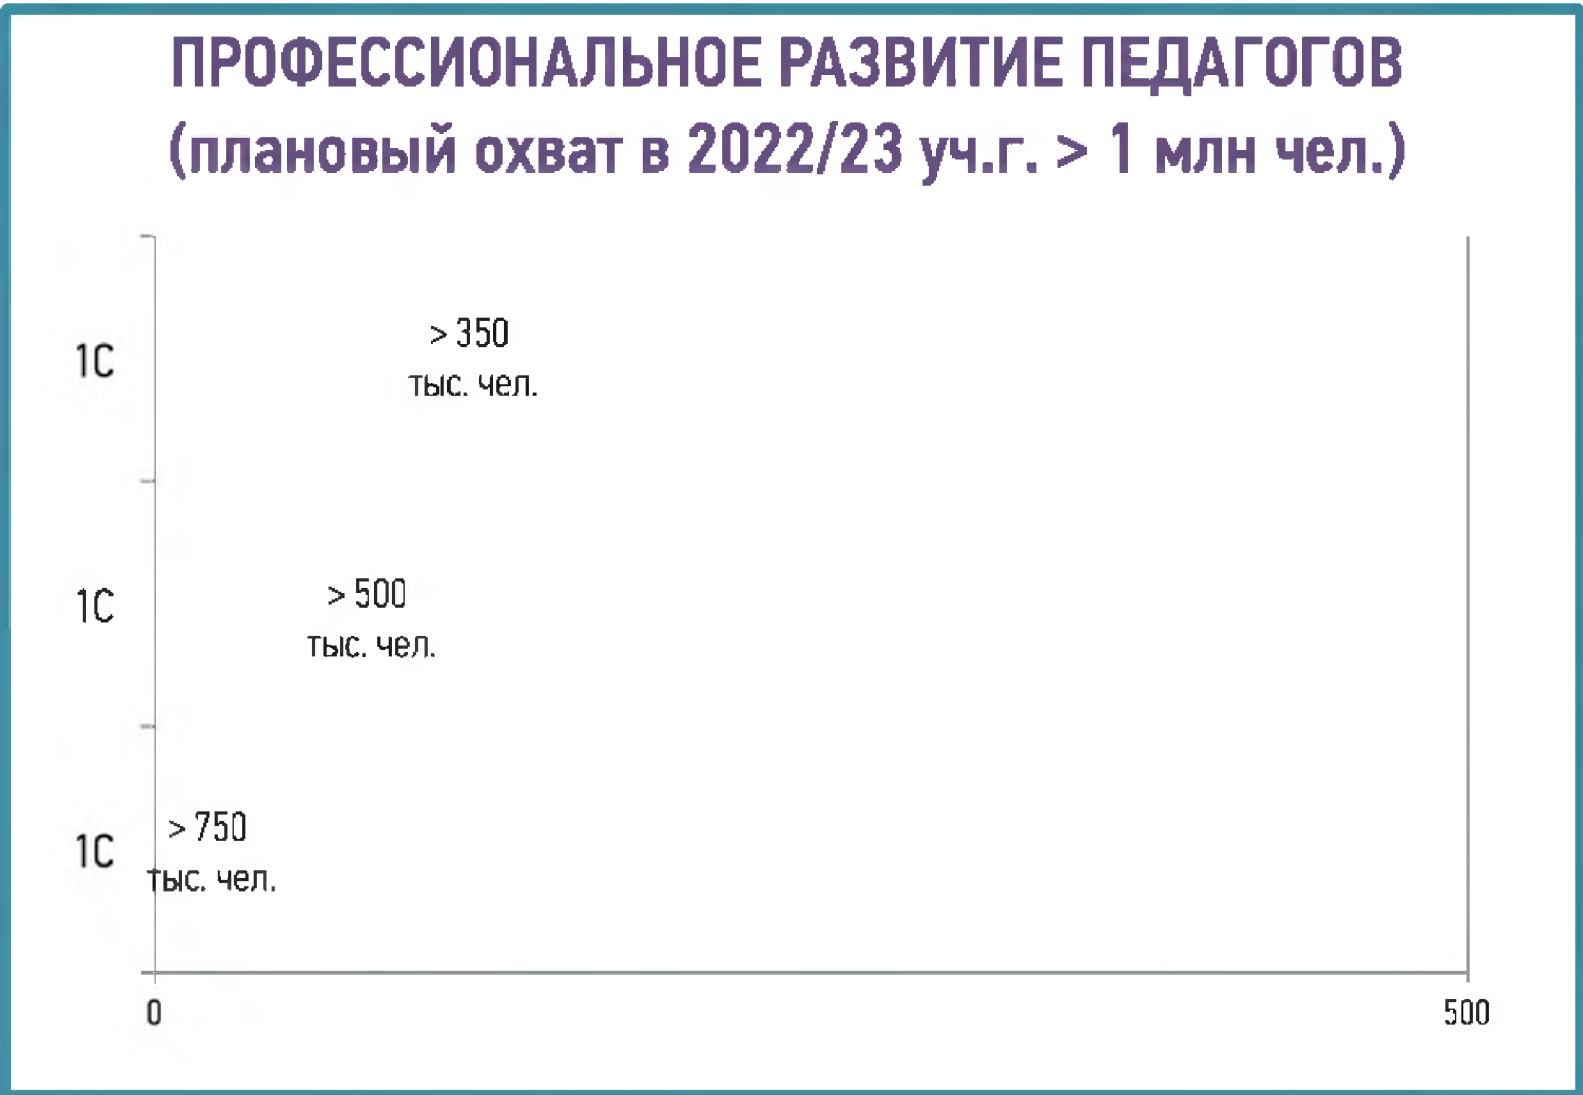 ПРОФЕССИОНАЛЬНОЕ РАЗВИТИЕ ПЕДАГОГОВ
(плановый охват в 2022/23 уч.г. > 1 млн чел.)
1С
> 350
тыс. чел.
1С
> 500
тыс. чел.
1С
> 750
тыс. чел.
0
500